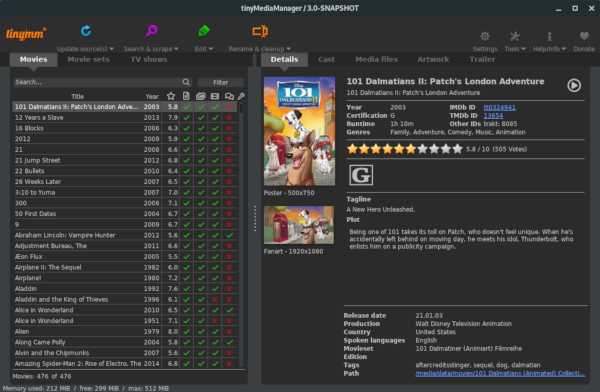 tinyMediaManager / 3.0-SNAPSHOT
tinymm®
Update source(s) Search & scrape Edit Rename & cleanup Settings Tools Help/Info Donate
Movies Movie sets TV shows
Search... Filter
Title Year
101 Dalmatians II: Patch's London Adve... 2003 5.8
12 Years a Slave 2013 7.9
16 Blocks 2006 6.3
2012 2009 5.9
21 2008 6.6
21 Jump Street 2012 6.8
22 Bullets 2010 6.4
28 Weeks Later 2007 6.5
3:10 to Yuma 2007 7.0
300 2006 7.1
50 First Dates 2004 6.7
9 2009 6.7
Abraham Lincoln: Vampire Hunter 2012 5.6
Adjustment Bureau, The 2011 6.6
Æon Flux 2005 5.5
Airplane II: The Sequel 1982 6.0
Airplane! 1980 7.2
Aladdin 1992 7.6
Aladdin and the King of Thieves 1996 6.1
Alice in Wonderland 2010 6.5
Alice in Wonderland 1951 7.1
Alien 1979 8.0
Along Came Polly 2004 5.8
Alvin and the Chipmunks 2007 5.6
Amazing Spider-Man 2: Rise of Electro, The 2014 6.8
Movies: 476 of 476
Memory used: 212 MiB / free: 299 MiB / max: 512 MiB
Details Cast Media files Artwork Trailer
Disney
101
DALMATIANS II
Poster - 500x750
Fanart - 1920x1080
101 Dalmatians II: Patch's London Adventure
101 Dalmatians II: Patch's London Adventure
Year 2003 IMDb ID tt0324941
Certification G TMDb ID 13654
Runtime 1h 10m Other IDs trakt: 8085
Genres Family, Adventure, Comedy, Music, Animation
5.8 / 10 (505 Votes)
G
Tagline
A New Hero Unleashed.
Plot
Being one of 101 takes its toll on Patch, who doesn't feel unique. When he's
accidentally left behind on moving day, he meets his idol, Thunderbolt, who
enlists him on a publicity campaign.
Release date 21.01.03
Production Walt Disney Television Animation
Country United States
Spoken languages English
Movieset 101 Dalmatiner (Animiert) Filmreihe
Edition
Tags aftercreditsstinger, sequel, dog, dalmatian
Path /media/data/movies/101 Dalmatians (Animated) Collecti...